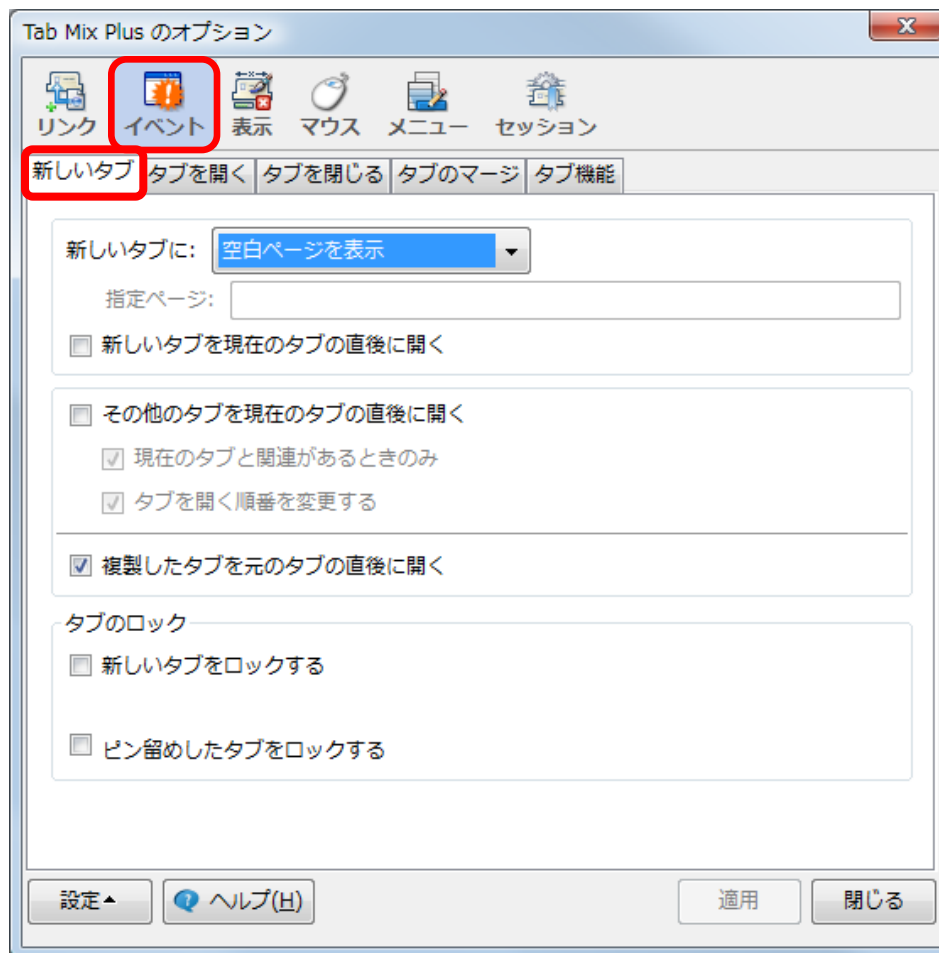 Tab Mix Plus のオプション
リンク イベント 表示 マウス メニュー セッション
新しいタブ タブを開く タブを閉じる タブのマージ タブ機能
新しいタブに: 空白ページを表示
指定ページ:
新しいタブを現在のタブの直後に開く
その他のタブを現在のタブの直後に開く
現在のタブと関連があるときのみ
タブを開く順番を変更する
複製したタブを元のタブの直後に開く
タブのロック
新しいタブをロックする
ピン留めしたタブをロックする
設定 ヘルプ(H) 適用 閉じる